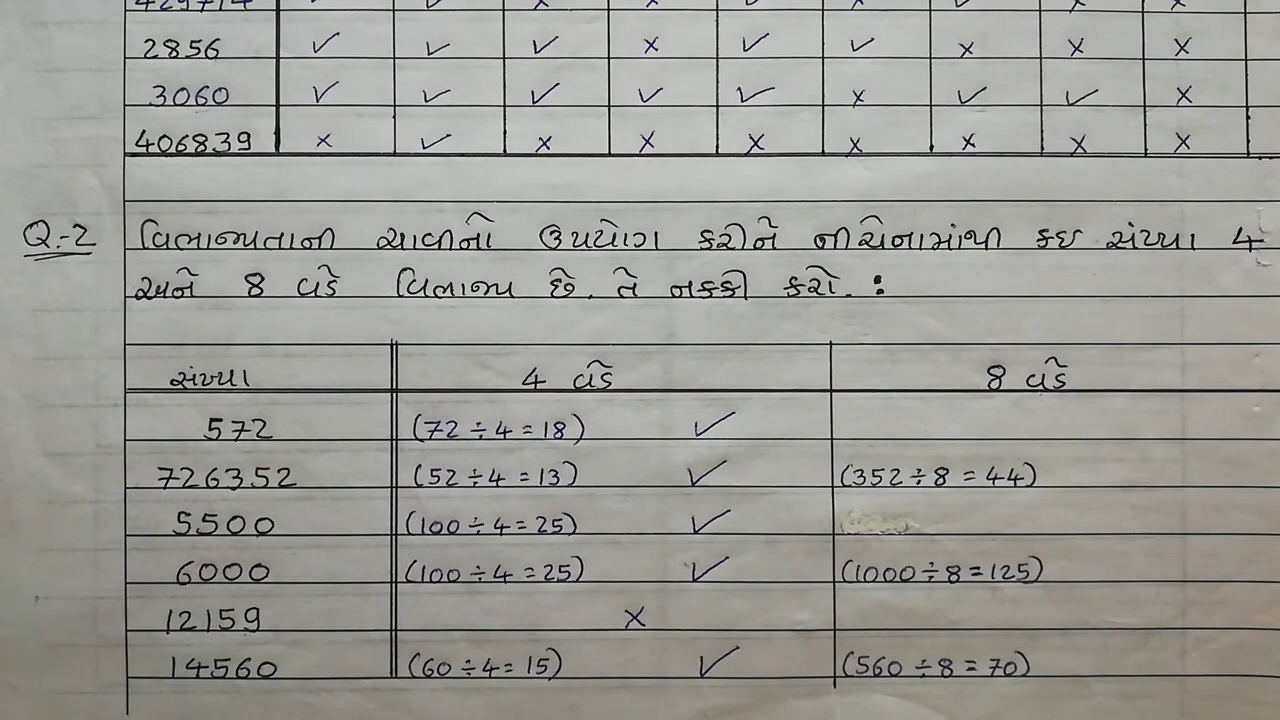 429714 ✓ ✓ × × ✓ × ✓ × ×
2856 ✓ ✓ ✓ × ✓ ✓ × × ×
3060 ✓ ✓ ✓ ✓ ✓ × ✓ ✓ ×
406839 × ✓ × × × × × × ×
Q.-2 વિભાજ્યતાની ચાવીનો ઉપયોગ કરીને નીચેનામાંથી કઇ સંખ્યા 4
અને 8 વડે વિભાજ્ય છે. તે નક્કી કરો. :
સંખ્યા 4 વડે 8 વડે
572 (72÷4=18) ✓
726352 (52÷4=13) ✓ (352÷8=44)
5500 (100÷4=25) ✓
6000 (100÷4=25) ✓ (1000÷8=125)
12159 ×
14560 (60÷4=15) ✓ (560÷8=70)